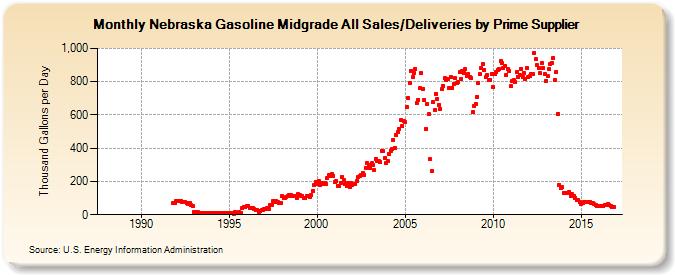 Monthly Nebraska Gasoline Midgrade All Sales/Deliveries by Prime Supplier
Thousand Gallons per Day
1,000
800
600
400
200
0
1990 1995 2000 2005 2010 2015
Source: U.S. Energy Information Administration